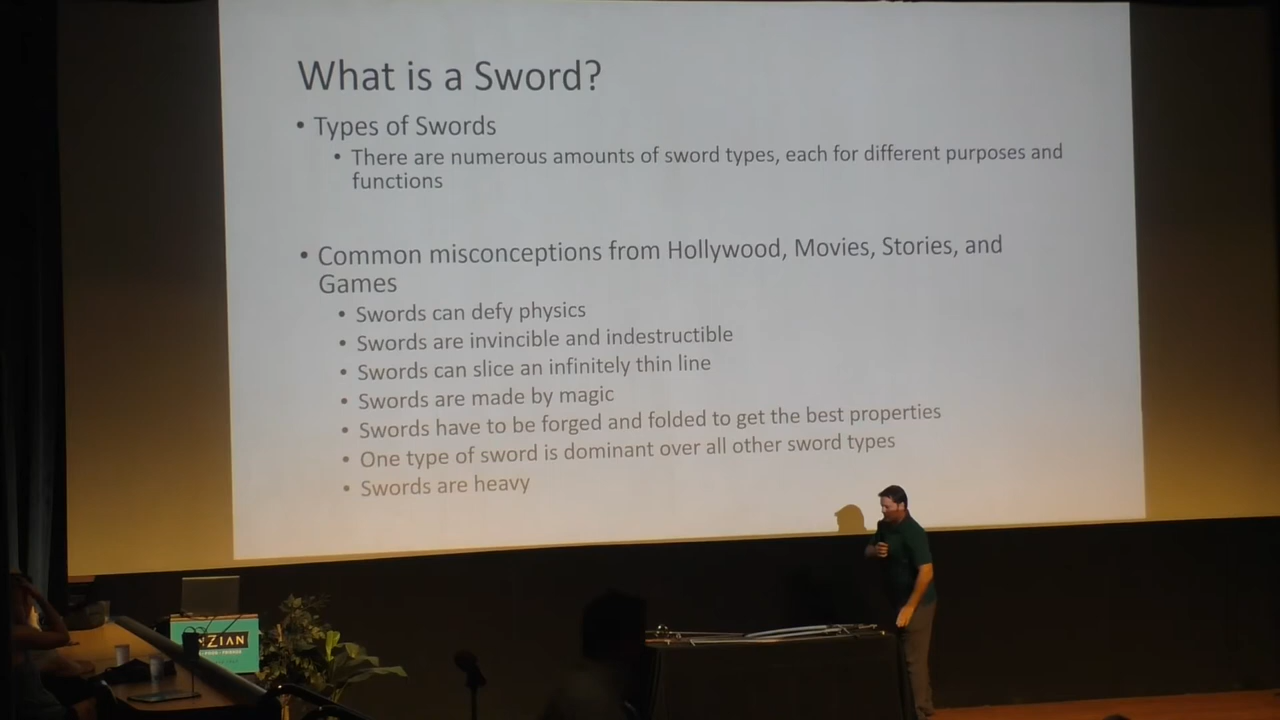 What is a Sword?
• Types of Swords
• There are numerous amounts of sword types, each for different purposes and
functions
• Common misconceptions from Hollywood, Movies, Stories, and
Games
• Swords can defy physics
• Swords are invincible and indestructible
• Swords can slice an infinitely thin line
• Swords are made by magic
• Swords have to be forged and folded to get the best properties
• One type of sword is dominant over all other sword types
• Swords are heavy
NZIAN